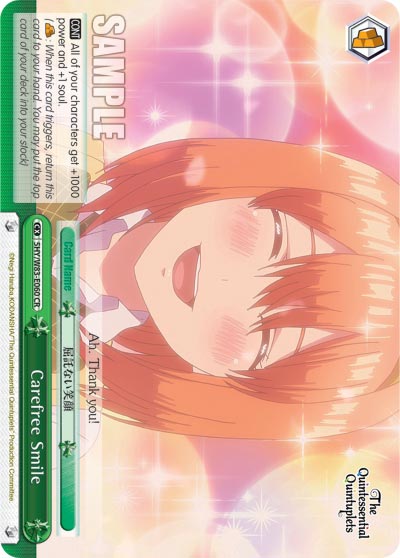 SAMPLE
[CONT] All of your characters get +1000
power and +1 soul.
( : When this card triggers, return this
card to your hand. You may put the top
card of your deck into your stock)
Ah. Thank you!
The
Quintessential
Quintuplets
Card Name
屈託ない笑顔
CX 5HY/W83-E060 CR
Carefree Smile
©Negi Haruba,KODANSHA/"The Quintessential Quintuplets" Production Committee.